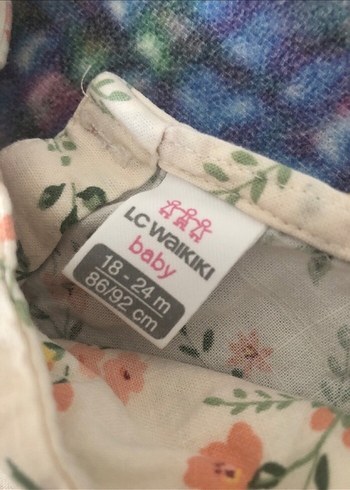 LC WAIKIKI
baby
18 - 24 m
86/92 cm